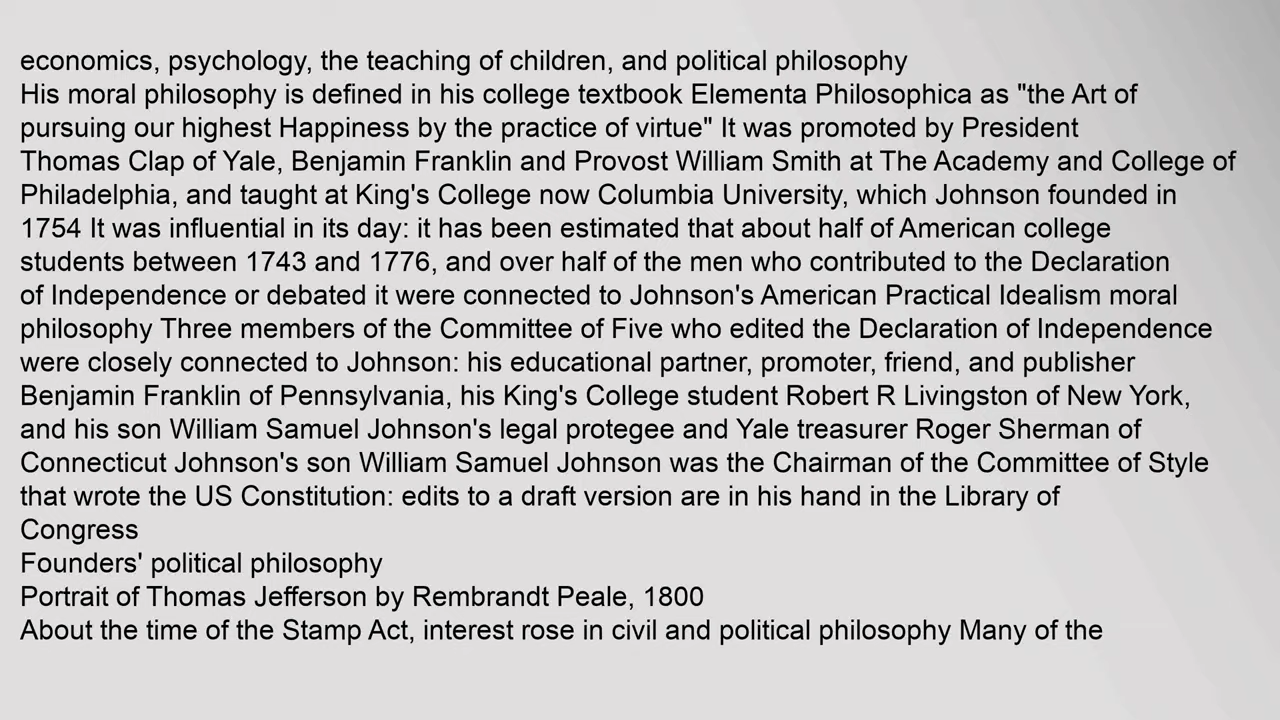 economics, psychology, the teaching of children, and political philosophy
His moral philosophy is defined in his college textbook Elementa Philosophica as "the Art of
pursuing our highest Happiness by the practice of virtue" It was promoted by President
Thomas Clap of Yale, Benjamin Franklin and Provost William Smith at The Academy and College of
Philadelphia, and taught at King's College now Columbia University, which Johnson founded in
1754 It was influential in its day: it has been estimated that about half of American college
students between 1743 and 1776, and over half of the men who contributed to the Declaration
of Independence or debated it were connected to Johnson's American Practical Idealism moral
philosophy Three members of the Committee of Five who edited the Declaration of Independence
were closely connected to Johnson: his educational partner, promoter, friend, and publisher
Benjamin Franklin of Pennsylvania, his King's College student Robert R Livingston of New York,
and his son William Samuel Johnson's legal protegee and Yale treasurer Roger Sherman of
Connecticut Johnson's son William Samuel Johnson was the Chairman of the Committee of Style
that wrote the US Constitution: edits to a draft version are in his hand in the Library of
Congress
Founders' political philosophy
Portrait of Thomas Jefferson by Rembrandt Peale, 1800
About the time of the Stamp Act, interest rose in civil and political philosophy Many of the